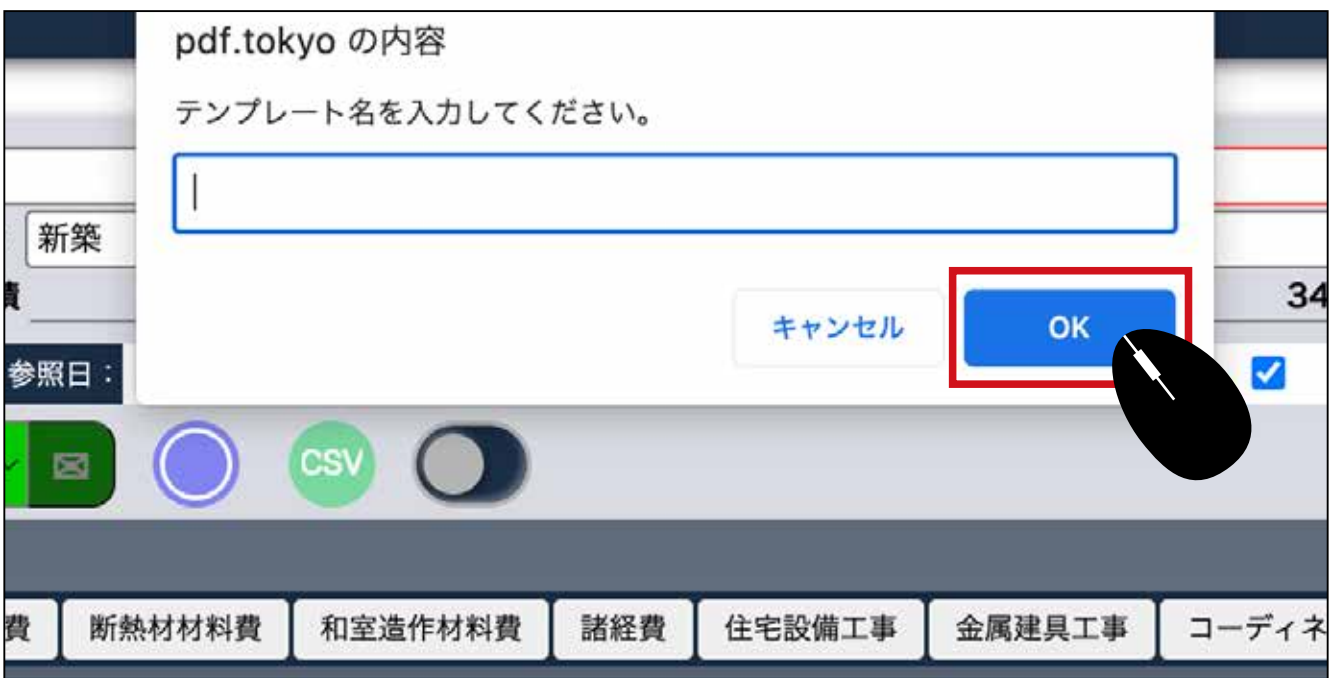 pdf.tokyo の内容
テンプレート名を入力してください。
新築
積
34
キャンセル
OK
参照日：
CSV
費
断熱材材料費
和室造作材料費
諸経費
住宅設備工事
金属建具工事
コーディネ